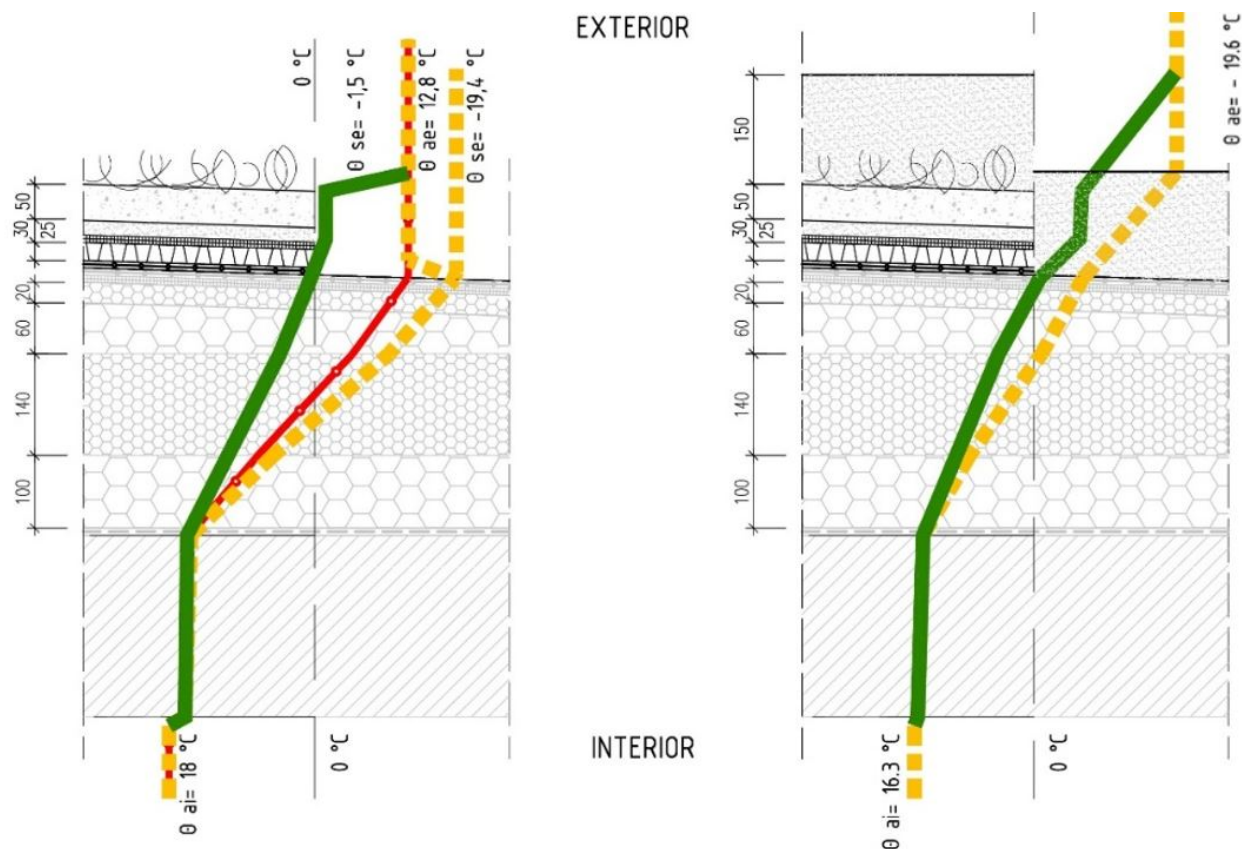 EXTERIOR
0 °C
θ se= -1,5 °C
θ ae= 12,8 °C
θ se= -19,4 °C
50
30
25
20
60
140
100
θ ai= 18 °C
0 °C
INTERIOR
θ ae= - 19.6 °C
150
50
30
25
20
60
140
100
θ ai= 16.3 °C
0 °C